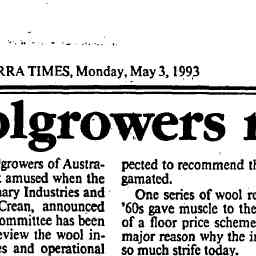 RRA TIMES, Monday, May 3, 1993
olgrowers
growers of Austra-
amused when the
ary Industries and
Crean, announced
ommittee has been
eview the wool in-
es and operational
pected to recommend th
gamated.
One series of wool ro
'60s gave muscle to the
of a floor price scheme
major reason why the in
so much strife today.